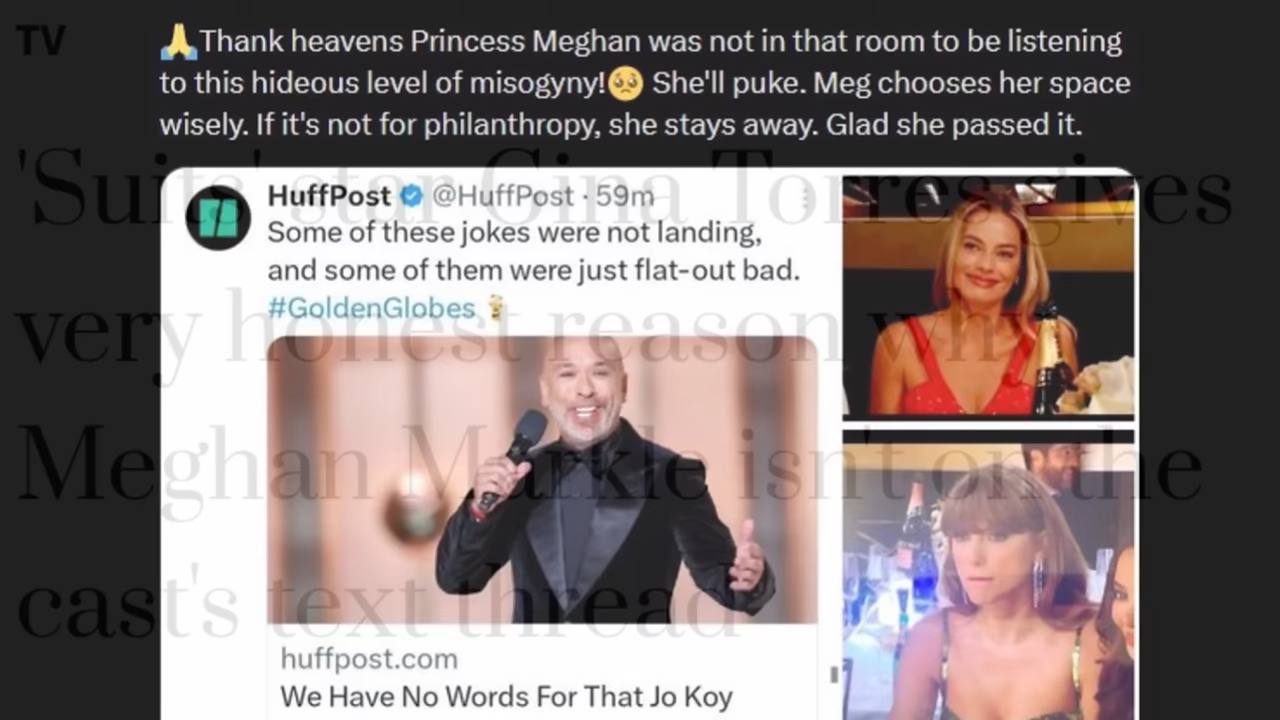 TV
🙏Thank heavens Princess Meghan was not in that room to be listening
to this hideous level of misogyny!🥺 She'll puke. Meg chooses her space
wisely. If it's not for philanthropy, she stays away. Glad she passed it.
'Suits' star Gina Torres gives
very honest reason why
Meghan Markle isn't on the
cast's text thread
HuffPost @HuffPost · 59m
Some of these jokes were not landing,
and some of them were just flat-out bad.
#GoldenGlobes
huffpost.com
We Have No Words For That Jo Koy